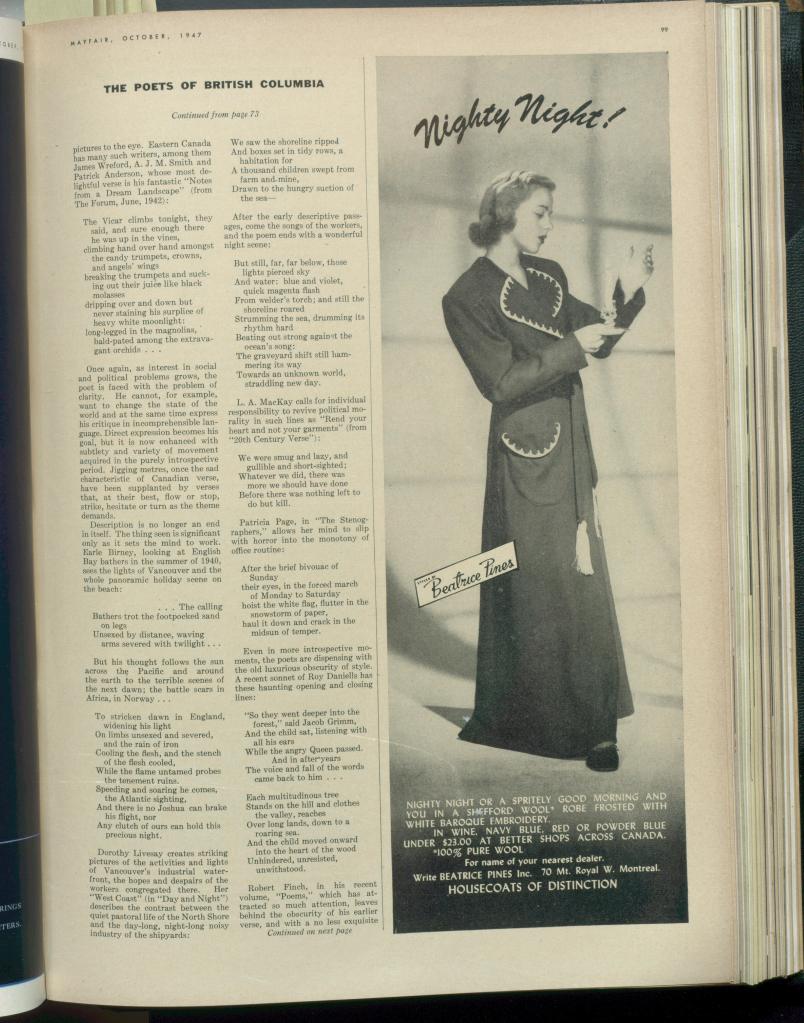 MAYFAIR, OCTOBER, 1947
99
THE POETS OF BRITISH COLUMBIA
Continued from page 73
pictures to the eye. Eastern Canada
has many such writers, among them
James Wreford, A. J. M. Smith and
Patrick Anderson, whose most de-
lightful verse is his fantastic "Notes
from a Dream Landscape" (from
The Forum, June, 1942):
The Vicar climbs tonight, they
said, and sure enough there
he was up in the vines,
climbing hand over hand amongst
the candy trumpets, crowns,
and angels' wings
breaking the trumpets and suck-
ing out their juice like black
molasses
dripping over and down but
never staining his surplice of
heavy white moonlight:
long-legged in the magnolias,
bald-pated among the extrava-
gant orchids . . .
Once again, as interest in social
and political problems grows, the
poet is faced with the problem of
clarity. He cannot, for example,
want to change the state of the
world and at the same time express
his critique in incomprehensible lan-
guage. Direct expression becomes his
goal, but it is now enhanced with
subtlety and variety of movement
acquired in the purely introspective
period. Jigging metres, once the sad
characteristic of Canadian verse,
have been supplanted by verses
that, at their best, flow or stop,
strike, hesitate or turn as the theme
demands.
Description is no longer an end
in itself. The thing seen is significant
only as it sets the mind to work.
Earle Birney, looking at English
Bay bathers in the summer of 1940,
sees the lights of Vancouver and the
whole panoramic holiday scene on
the beach:
. . . The calling
Bathers trot the footpocked sand
on legs
Unsexed by distance, waving
arms severed with twilight . . .
But his thought follows the sun
across the Pacific and around
the earth to the terrible scenes of
the next dawn; the battle scars in
Africa, in Norway . . .
To stricken dawn in England,
widening his light
On limbs unsexed and severed,
and the rain of iron
Cooling the flesh, and the stench
of the flesh cooled,
While the flame untamed probes
the tenement ruins.
Speeding and soaring he comes,
the Atlantic sighting,
And there is no Joshua can brake
his flight, nor
Any clutch of ours can hold this
precious night.
Dorothy Livesay creates striking
pictures of the activities and lights
of Vancouver's industrial water-
front, the hopes and despairs of the
workers congregated there. Her
"West Coast" (in "Day and Night")
describes the contrast between the
quiet pastoral life of the North Shore
and the day-long, night-long noisy
industry of the shipyards:
We saw the shoreline ripped
And boxes set in tidy rows, a
habitation for
A thousand children swept from
farm and mine,
Drawn to the hungry suction of
the sea—
After the early descriptive pass-
ages, come the songs of the workers,
and the poem ends with a wonderful
night scene:
But still, far, far below, those
lights pierced sky
And water: blue and violet,
quick magenta flash
From welder's torch; and still the
shoreline roared
Strumming the sea, drumming its
rhythm hard
Beating out strong against the
ocean's song:
The graveyard shift still ham-
mering its way
Towards an unknown world,
straddling new day.
L. A. MacKay calls for individual
responsibility to revive political mo-
rality in such lines as "Rend your
heart and not your garments" (from
"20th Century Verse"):
We were smug and lazy, and
gullible and short-sighted;
Whatever we did, there was
more we should have done
Before there was nothing left to
do but kill.
Patricia Page, in "The Stenog-
raphers," allows her mind to slip
with horror into the monotony of
office routine:
After the brief bivouac of
Sunday
their eyes, in the forced march
of Monday to Saturday
hoist the white flag, flutter in the
snowstorm of paper,
haul it down and crack in the
midsun of temper.
Even in more introspective mo-
ments, the poets are dispensing with
the old luxurious obscurity of style.
A recent sonnet of Roy Daniells has
these haunting opening and closing
lines:
"So they went deeper into the
forest," said Jacob Grimm,
And the child sat, listening with
all his ears
While the angry Queen passed.
And in after-years
The voice and fall of the words
came back to him . . .
Each multitudinous tree
Stands on the hill and clothes
the valley, reaches
Over long lands, down to a
roaring sea.
And the child moved onward
into the heart of the wood
Unhindered, unresisted,
unwithstood.
Robert Finch, in his recent
volume, "Poems," which has at-
tracted so much attention, leaves
behind the obscurity of his earlier
verse, and with a no less exquisite
Continued on next page
Nighty Night!
Beatrice Pines
NIGHTY NIGHT OR A SPRITELY GOOD MORNING AND
YOU IN A SHEFFORD WOOL* ROBE FROSTED WITH
WHITE BAROQUE EMBROIDERY.
IN WINE, NAVY BLUE, RED OR POWDER BLUE
UNDER $23.00 AT BETTER SHOPS ACROSS CANADA.
*100% PURE WOOL
For name of your nearest dealer.
Write BEATRICE PINES Inc. 70 Mt. Royal W. Montreal.
HOUSECOATS OF DISTINCTION
RINGS
TERS.